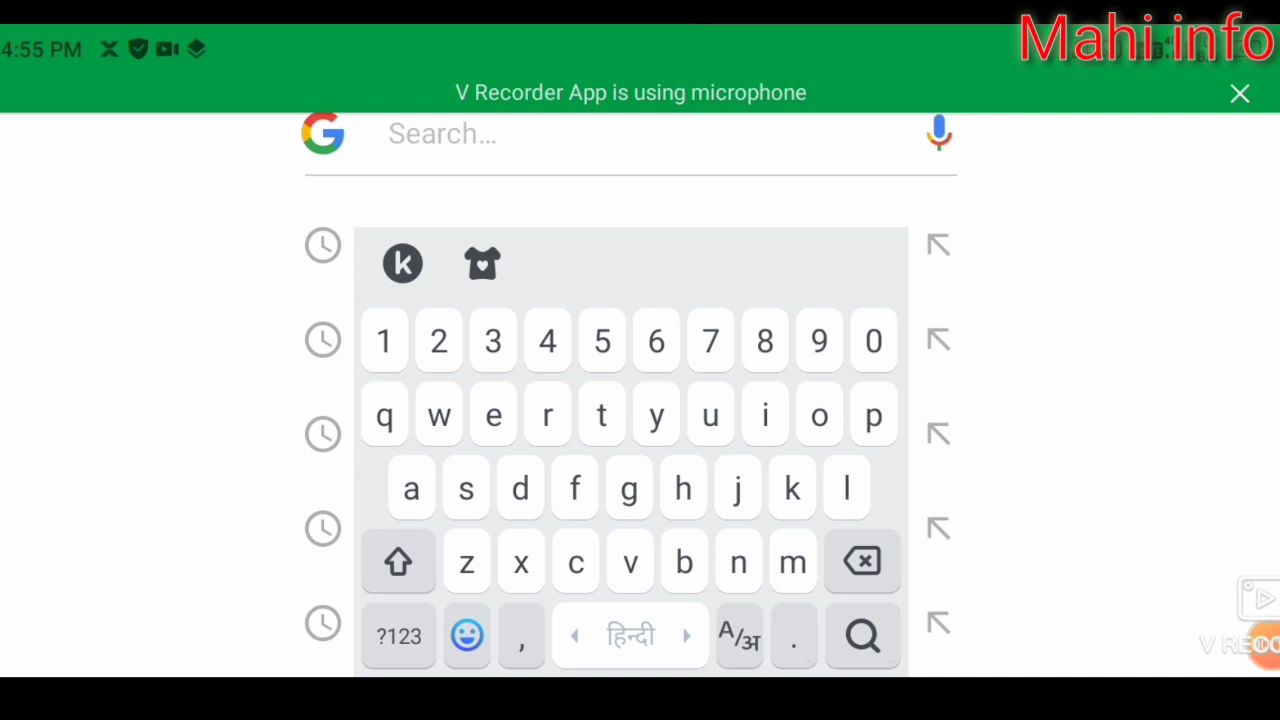 Mahi info
4:55 PM
V Recorder App is using microphone
Search...
1 2 3 4 5 6 7 8 9 0
q w e r t y u i o p
a s d f g h j k l
z x c v b n m
?123 , हिन्दी A/अ .